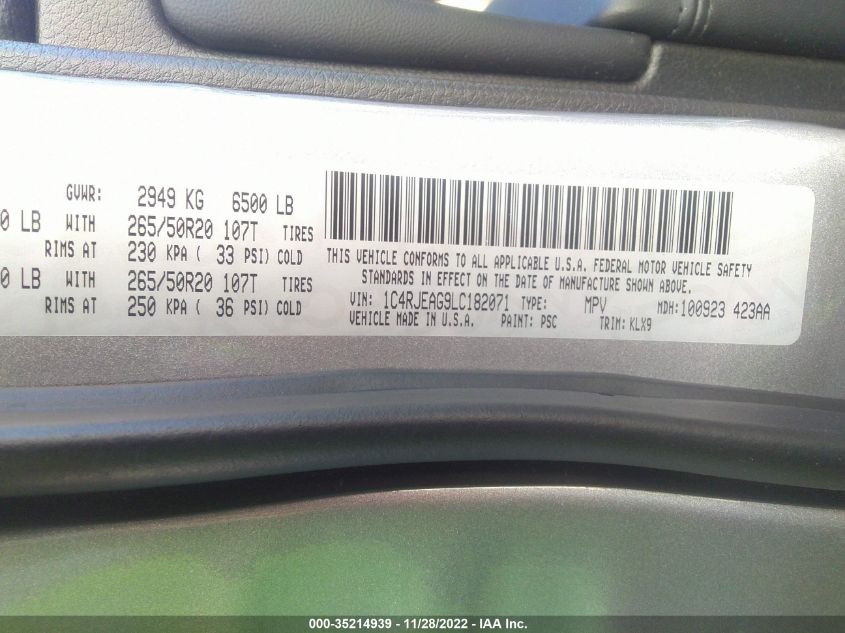 GVWR: 2949 KG 6500 LB
0 LB WITH 265/50R20 107T TIRES
RIMS AT 230 KPA ( 33 PSI) COLD
0 LB WITH 265/50R20 107T TIRES
RIMS AT 250 KPA ( 36 PSI) COLD
THIS VEHICLE CONFORMS TO ALL APPLICABLE U.S.A. FEDERAL MOTOR VEHICLE SAFETY
STANDARDS IN EFFECT ON THE DATE OF MANUFACTURE SHOWN ABOVE.
VIN: 1C4RJEAG9LC182071 TYPE: MPV MDH: 100923 423AA
VEHICLE MADE IN U.S.A. PAINT: PSC TRIM: KLX9
000-35214939 - 11/28/2022 - IAA Inc.